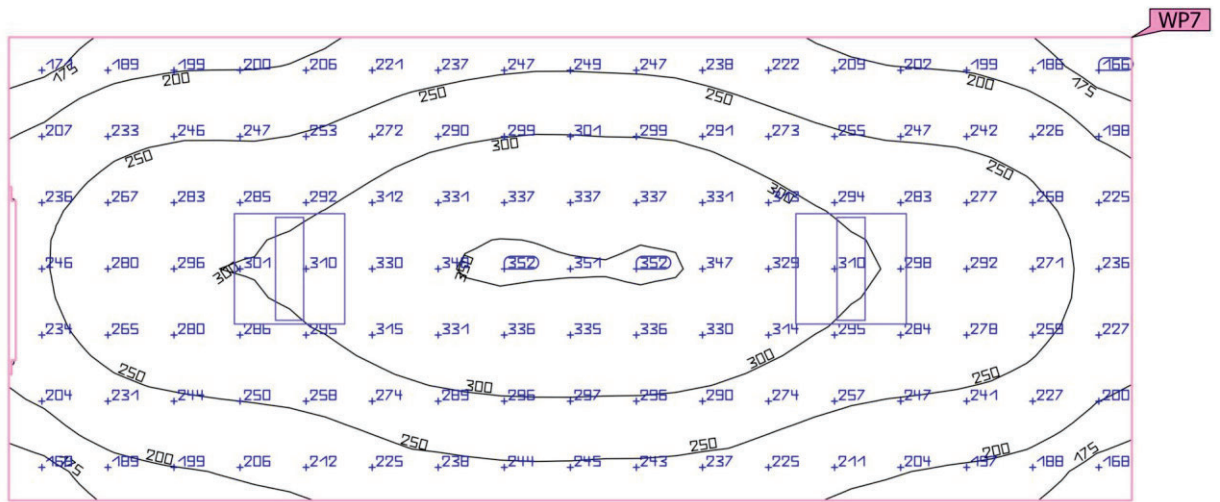 WP7
+189 +199 +200 +206 +221 +237 +247 +249 +247 +238 +222 +209 +202 +199 +186 +166
175 200 250 250 200 175
+207 +233 +246 +247 +253 +272 +290 +299 +301 +299 +291 +273 +255 +247 +242 +226 +198
250 300 250
+236 +267 +283 +285 +292 +312 +331 +337 +337 +337 +331 +294 +283 +277 +268 +225
300
+246 +280 +296 +301 +310 +330 +352 +351 +352 +347 +329 +310 +298 +292 +271 +236
300 350
+234 +265 +280 +286 +295 +315 +331 +336 +335 +336 +330 +314 +295 +284 +278 +259 +227
250 300 300 250
+204 +231 +244 +250 +258 +274 +289 +296 +297 +296 +290 +274 +257 +247 +241 +227 +200
200 250 250 200 175
+189 +199 +206 +212 +225 +238 +244 +245 +243 +237 +225 +211 +204 +197 +188 +168
175